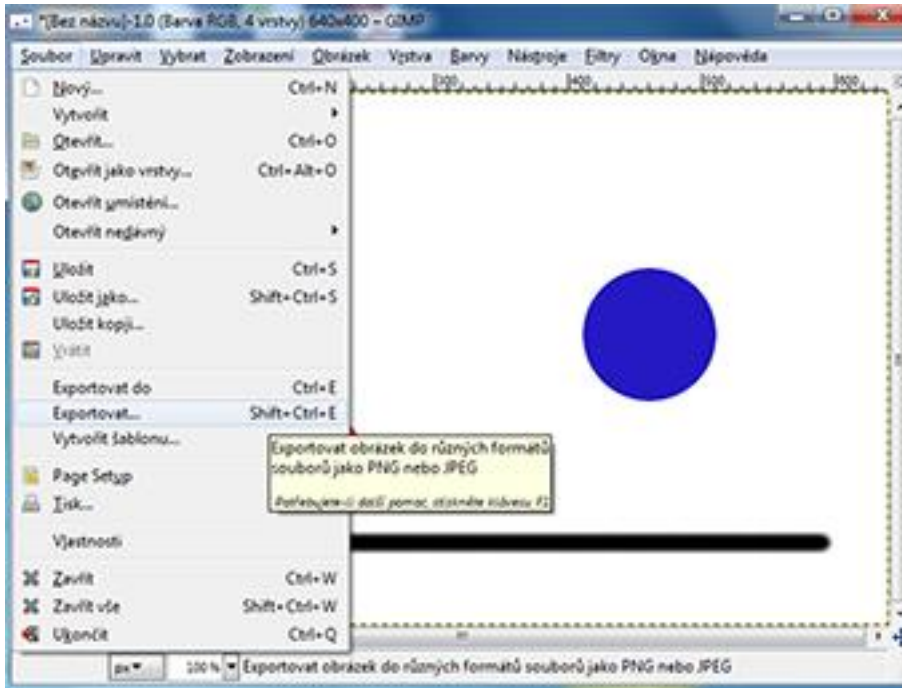 *[Bez názvu]-1.0 (Barva RGB, 4 vrstvy) 640x400 – GIMP
Soubor Upravit Vybrat Zobrazení Obrázek Vrstva Barvy Nástroje Filtry Okna Nápověda
Nový... Ctrl+N
Vytvořit
Otevřít... Ctrl+O
Otevřít jako vrstvy... Ctrl+Alt+O
Otevřít umístění...
Otevřít nedávný
Uložit Ctrl+S
Uložit jako... Shift+Ctrl+S
Uložit kopii...
Vrátit
Exportovat do Ctrl+E
Exportovat... Shift+Ctrl+E
Vytvořit šablonu...
Exportovat obrázek do různých formátů
souborů jako PNG nebo JPEG
Potřebujete-li další pomoc, stiskněte klávesu F1
Page Setup
Tisk...
Vlastnosti
Zavřít Ctrl+W
Zavřít vše Shift+Ctrl+W
Ukončit Ctrl+Q
px 100 % Exportovat obrázek do různých formátů souborů jako PNG nebo JPEG